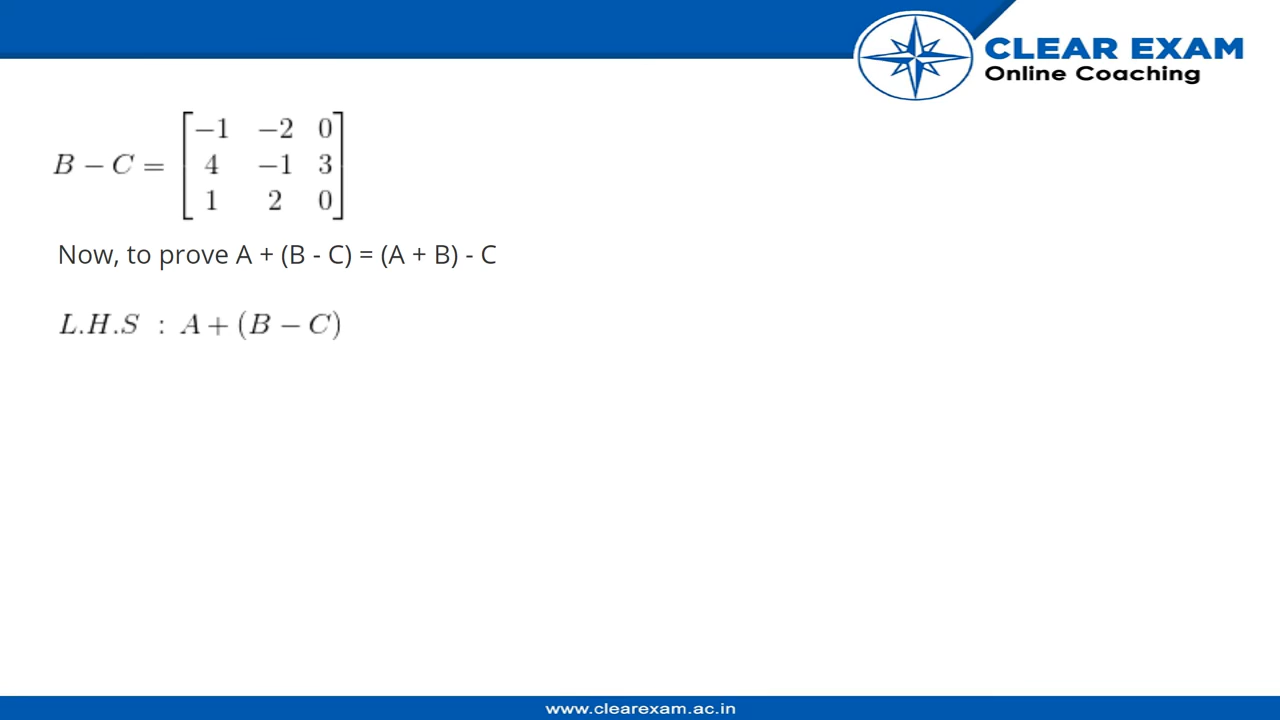 CLEAR EXAM
Online Coaching
B − C = [−1 −2 0
4 −1 3
1 2 0]
Now, to prove A + (B - C) = (A + B) - C
L.H.S : A + (B − C)
www.clearexam.ac.in